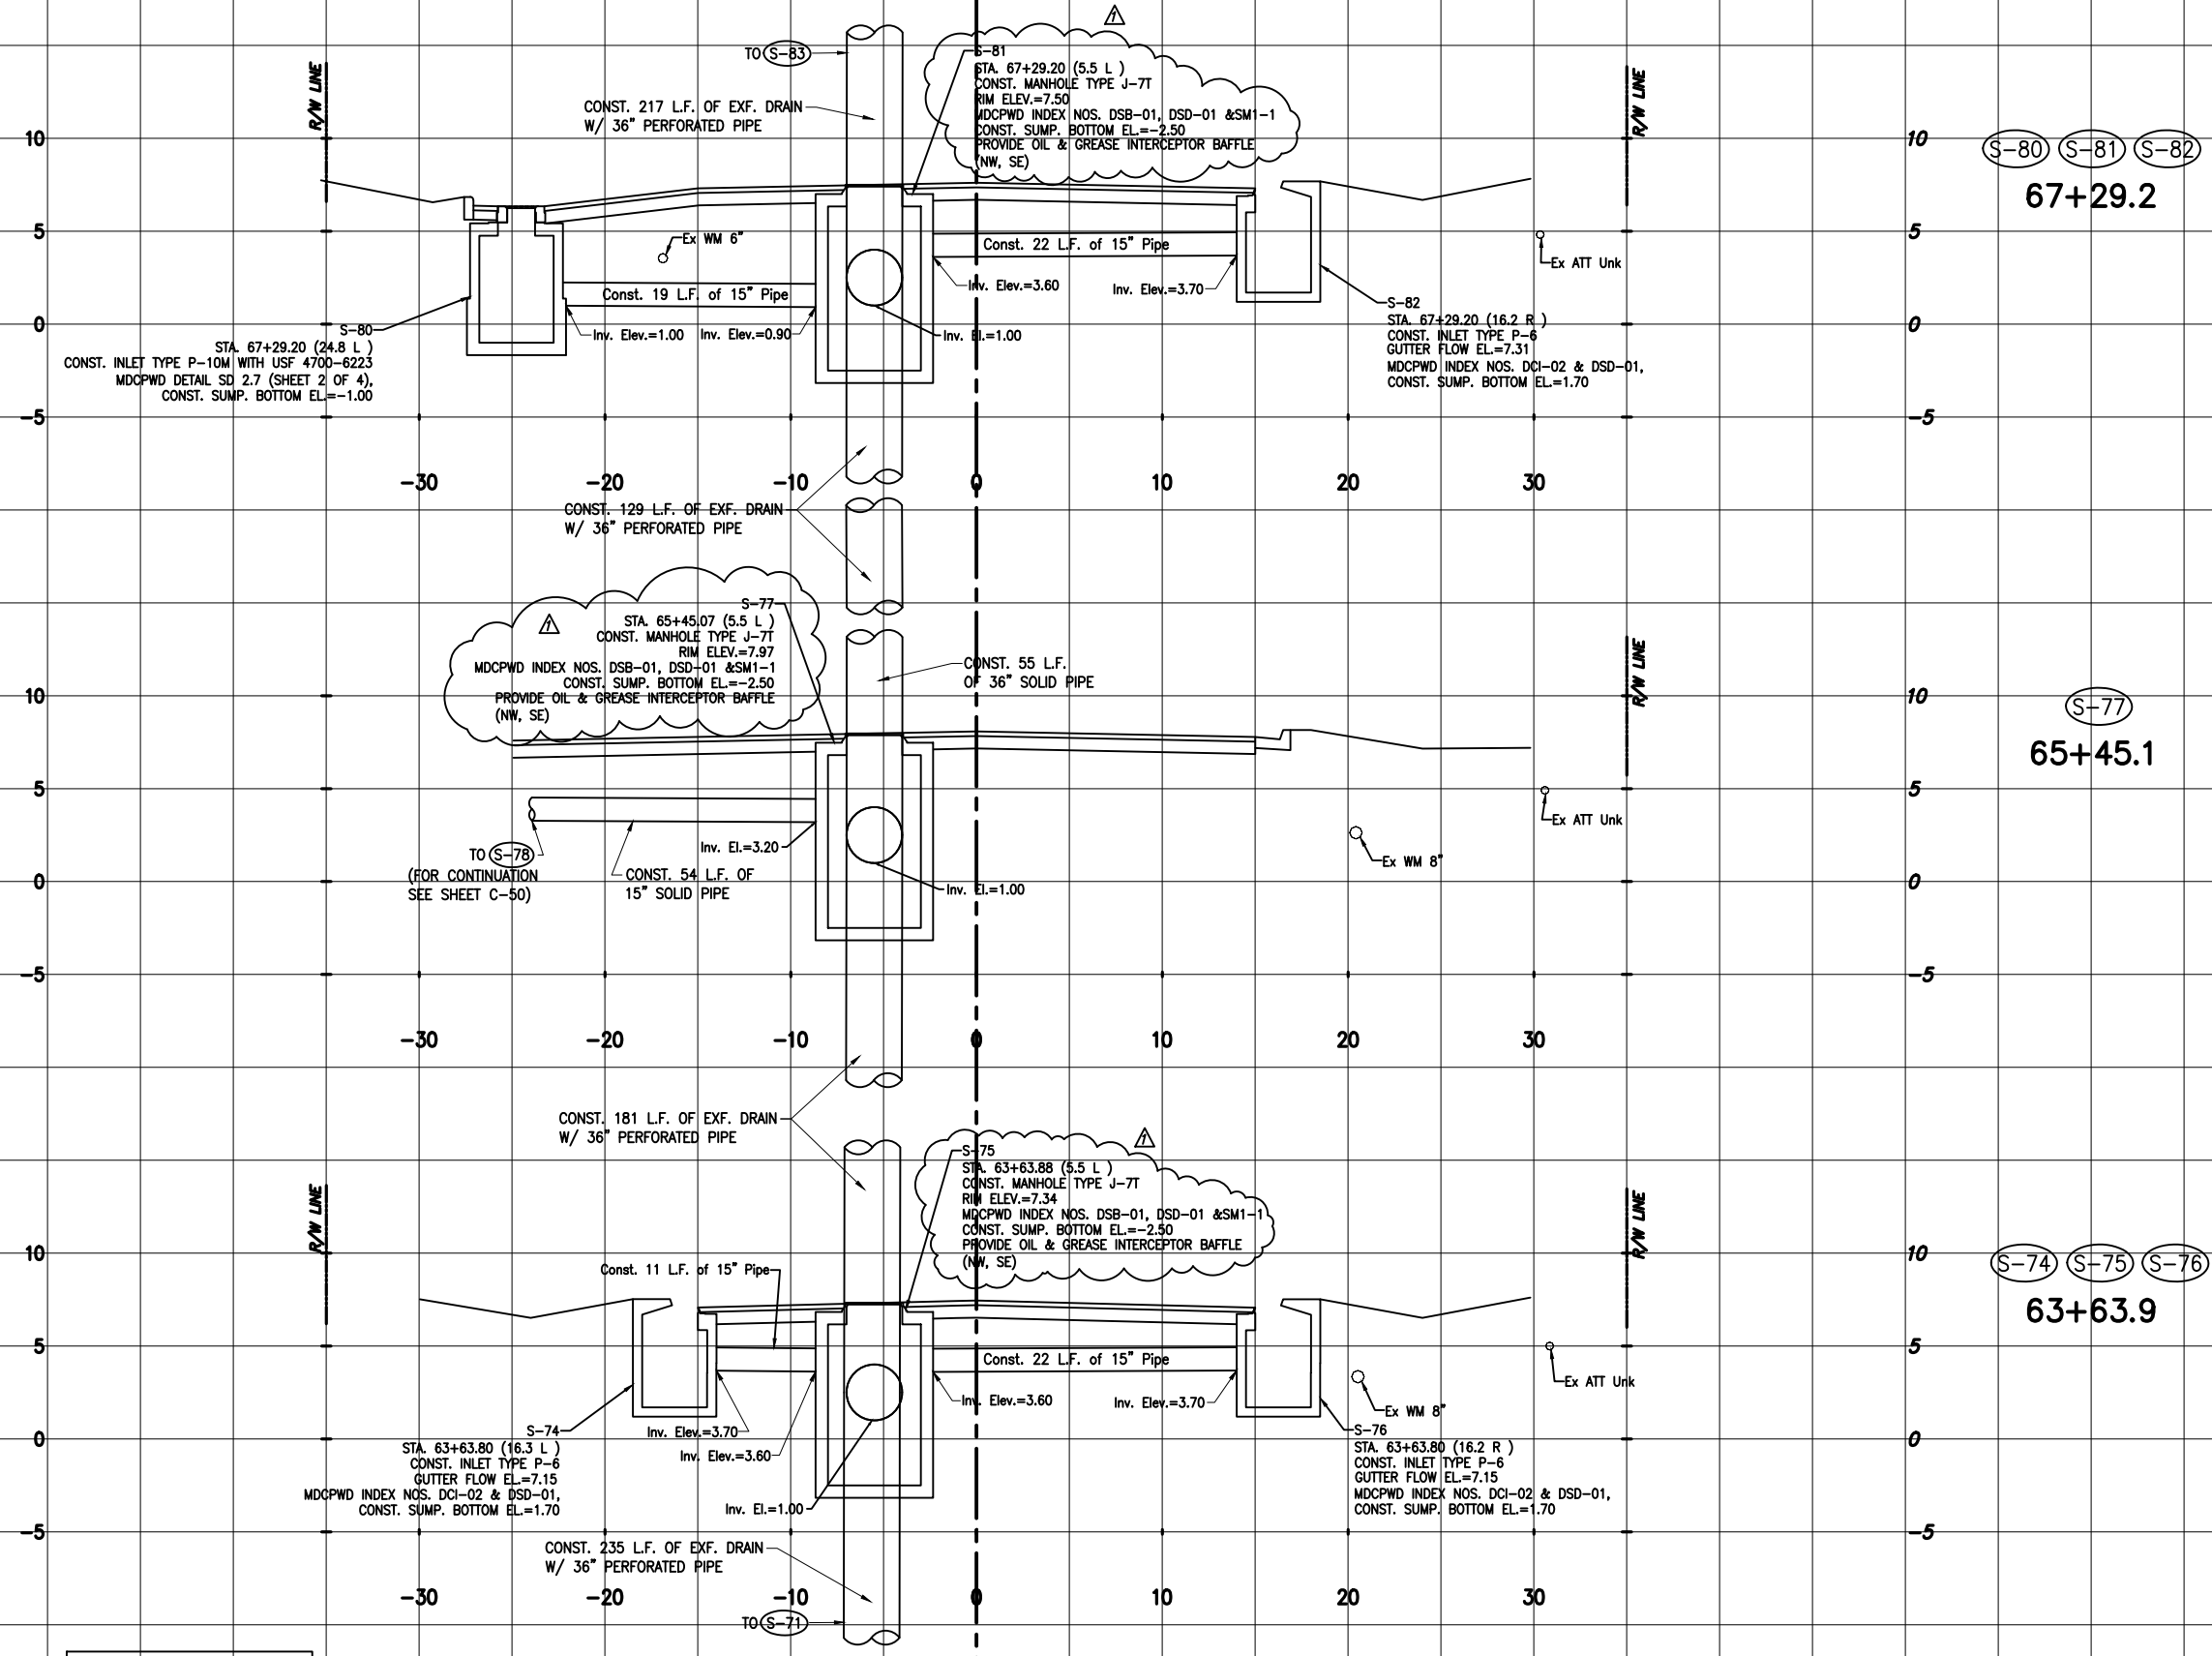 1
TO S-83
S-81
STA. 67+29.20 (5.5 L )
CONST. MANHOLE TYPE J-7T
RIM ELEV.=7.50
MDCPWD INDEX NOS. DSB-01, DSD-01 &SM1-1
CONST. SUMP. BOTTOM EL.=-2.50
PROVIDE OIL & GREASE INTERCEPTOR BAFFLE
(NW, SE)
R/W LINE
R/W LINE
CONST. 217 L.F. OF EXF. DRAIN
W/ 36" PERFORATED PIPE
10
10
S-80 S-81 S-82
67+29.2
5
5
Ex WM 6"
Const. 22 L.F. of 15" Pipe
Ex ATT Unk
Inv. Elev.=3.60
Inv. Elev.=3.70
Const. 19 L.F. of 15" Pipe
0
0
S-80
STA. 67+29.20 (24.8 L )
CONST. INLET TYPE P-10M WITH USF 4700-6223
MDCPWD DETAIL SD 2.7 (SHEET 2 OF 4),
CONST. SUMP. BOTTOM EL.=-1.00
Inv. Elev.=1.00
Inv. Elev.=0.90
Inv. El.=1.00
S-82
STA. 67+29.20 (16.2 R )
CONST. INLET TYPE P-6
GUTTER FLOW EL.=7.31
MDCPWD INDEX NOS. DCI-02 & DSD-01,
CONST. SUMP. BOTTOM EL.=1.70
-5
-5
-30 -20 -10 0 10 20 30
CONST. 129 L.F. OF EXF. DRAIN
W/ 36" PERFORATED PIPE
1
S-77
STA. 65+45.07 (5.5 L )
CONST. MANHOLE TYPE J-7T
RIM ELEV.=7.97
MDCPWD INDEX NOS. DSB-01, DSD-01 &SM1-1
CONST. SUMP. BOTTOM EL.=-2.50
PROVIDE OIL & GREASE INTERCEPTOR BAFFLE
(NW, SE)
CONST. 55 L.F.
OF 36" SOLID PIPE
R/W LINE
10
10
S-77
65+45.1
5
5
Ex ATT Unk
Inv. El.=3.20
TO S-78
(FOR CONTINUATION
SEE SHEET C-50)
CONST. 54 L.F. OF
15" SOLID PIPE
Ex WM 8"
0
0
Inv. El.=1.00
-5
-5
-30 -20 -10 0 10 20 30
CONST. 181 L.F. OF EXF. DRAIN
W/ 36" PERFORATED PIPE
1
S-75
STA. 63+63.88 (5.5 L )
CONST. MANHOLE TYPE J-7T
RIM ELEV.=7.34
MDCPWD INDEX NOS. DSB-01, DSD-01 &SM1-1
CONST. SUMP. BOTTOM EL.=-2.50
PROVIDE OIL & GREASE INTERCEPTOR BAFFLE
(NW, SE)
R/W LINE
R/W LINE
10
10
S-74 S-75 S-76
63+63.9
Const. 11 L.F. of 15" Pipe
5
5
Const. 22 L.F. of 15" Pipe
Ex ATT Unk
Inv. Elev.=3.60
Inv. Elev.=3.70
Ex WM 8"
S-74
STA. 63+63.80 (16.3 L )
CONST. INLET TYPE P-6
GUTTER FLOW EL.=7.15
MDCPWD INDEX NOS. DCI-02 & DSD-01,
CONST. SUMP. BOTTOM EL.=1.70
Inv. Elev.=3.70
Inv. Elev.=3.60
Inv. El.=1.00
0
0
S-76
STA. 63+63.80 (16.2 R )
CONST. INLET TYPE P-6
GUTTER FLOW EL.=7.15
MDCPWD INDEX NOS. DCI-02 & DSD-01,
CONST. SUMP. BOTTOM EL.=1.70
-5
-5
CONST. 235 L.F. OF EXF. DRAIN
W/ 36" PERFORATED PIPE
-30 -20 -10 0 10 20 30
TO S-71